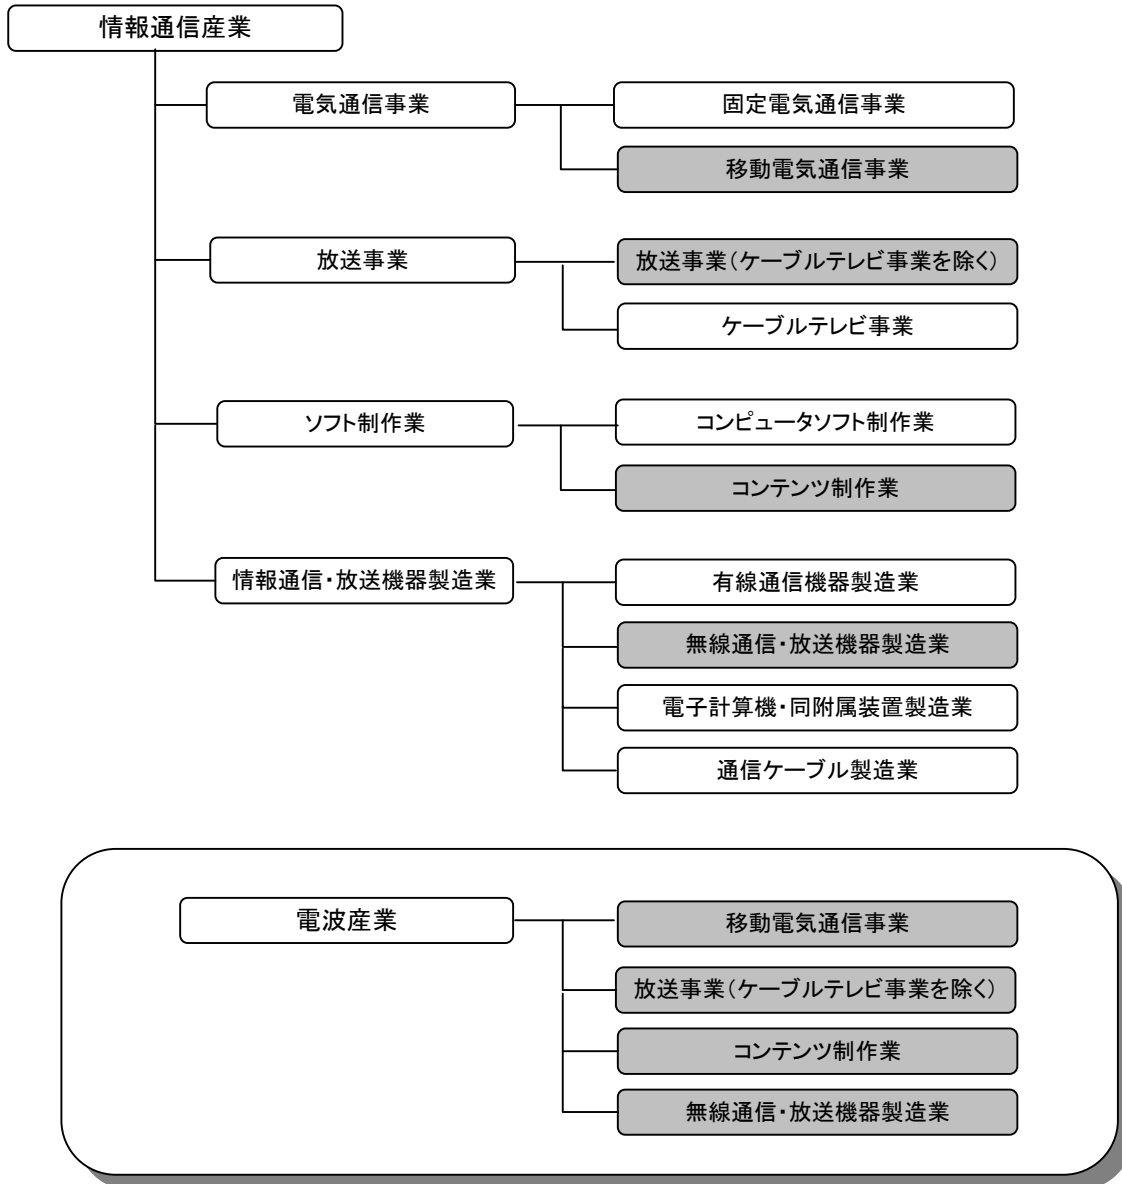 情報通信産業
電気通信事業
固定電気通信事業
移動電気通信事業
放送事業
放送事業（ケーブルテレビ事業を除く）
ケーブルテレビ事業
ソフト制作業
コンピュータソフト制作業
コンテンツ制作業
情報通信・放送機器製造業
有線通信機器製造業
無線通信・放送機器製造業
電子計算機・同附属装置製造業
通信ケーブル製造業
電波産業
移動電気通信事業
放送事業（ケーブルテレビ事業を除く）
コンテンツ制作業
無線通信・放送機器製造業